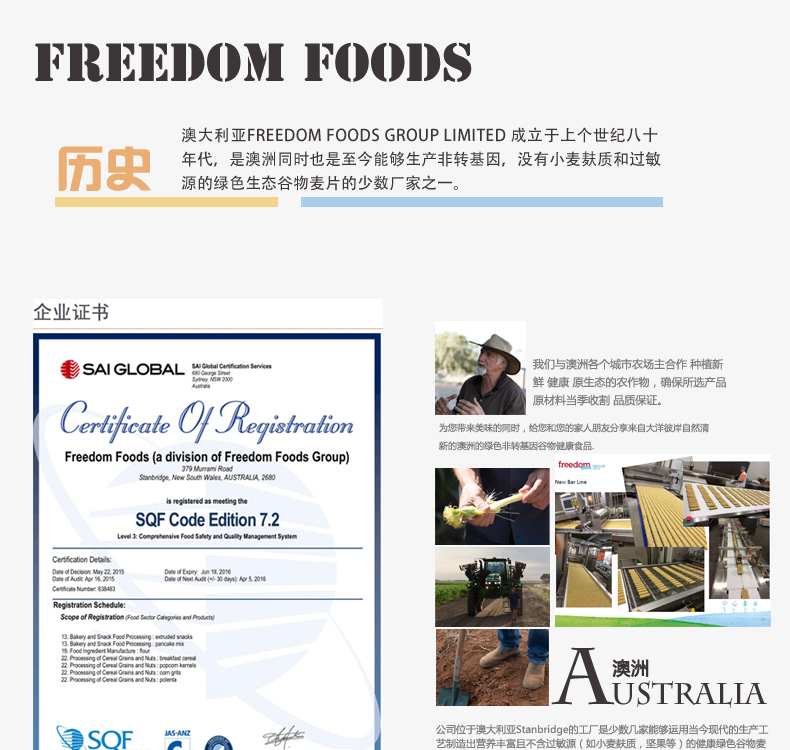 FREEDOM FOODS
历史
澳大利亚FREEDOM FOODS GROUP LIMITED 成立于上个世纪八十
年代，是澳洲同时也是至今能够生产非转基因，没有小麦麸质和过敏
源的绿色生态谷物麦片的少数厂家之一。
企业证书
SAI GLOBAL
SAI Global Certification Services
680 George Street
Sydney, NSW 2000
Australia
Certificate Of Registration
Freedom Foods (a division of Freedom Foods Group)
379 Murrami Road
Stanbridge, New South Wales, AUSTRALIA, 2680
is registered as meeting the
SQF Code Edition 7.2
Level 3: Comprehensive Food Safety and Quality Management System
Certification Details:
Date of Decision: May 22, 2015
Date of Expiry: Jun 19, 2016
Date of Audit: Apr 16, 2015
Date of Next Audit (+/- 30 days): Apr 5, 2016
Certificate Number: 638483
Registration Schedule:
Scope of Registration (Food Sector Categories and Products)
13. Bakery and Snack Food Processing : extruded snacks
13. Bakery and Snack Food Processing : pancake mix
19. Food Ingredient Manufacture : flour
22. Processing of Cereal Grains and Nuts : breakfast cereal
22. Processing of Cereal Grains and Nuts : popcorn kernels
22. Processing of Cereal Grains and Nuts : corn grits
22. Processing of Cereal Grains and Nuts : polenta
SQF
JAS-ANZ
我们与澳洲各个城市农场主合作 种植新
鲜 健康 原生态的农作物，确保所选产品
原材料当季收割 品质保证。
为您带来美味的同时，给您和您的家人朋友分享来自大洋彼岸自然清
新的澳洲的绿色非转基因谷物健康食品.
freedom
New Bar Line
澳洲
AUSTRALIA
公司位于澳大利亚Stanbridge的工厂是少数几家能够运用当今现代的生产工
艺制造出营养丰富且不含过敏源（如小麦麸质，坚果等）的健康绿色谷物麦